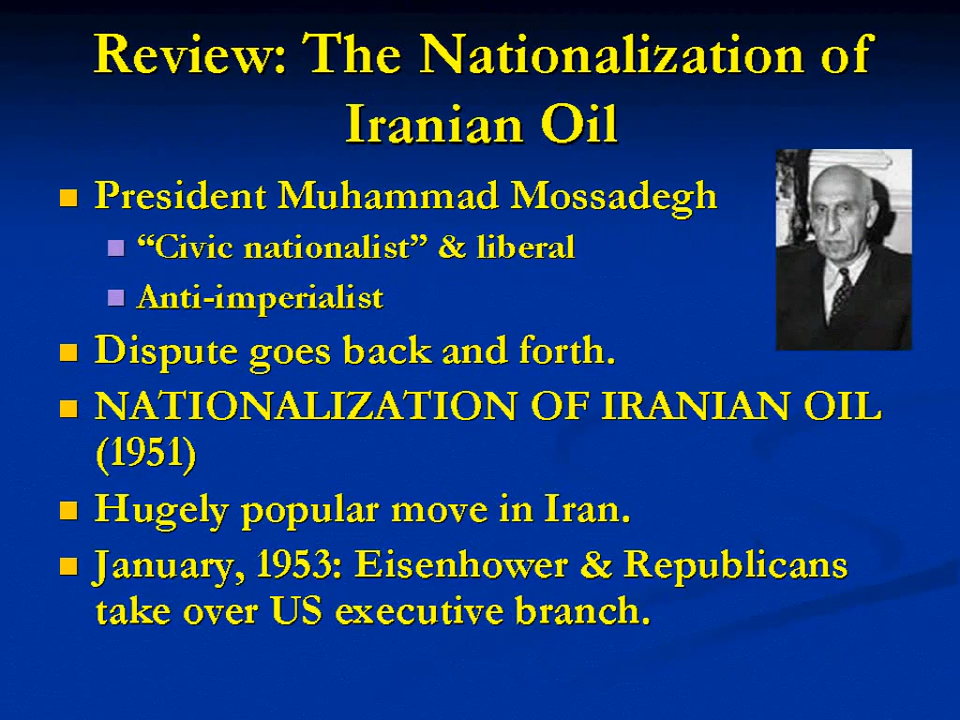 Review: The Nationalization of
Iranian Oil
President Muhammad Mossadegh
“Civic nationalist” & liberal
Anti-imperialist
Dispute goes back and forth.
NATIONALIZATION OF IRANIAN OIL
(1951)
Hugely popular move in Iran.
January, 1953: Eisenhower & Republicans
take over US executive branch.